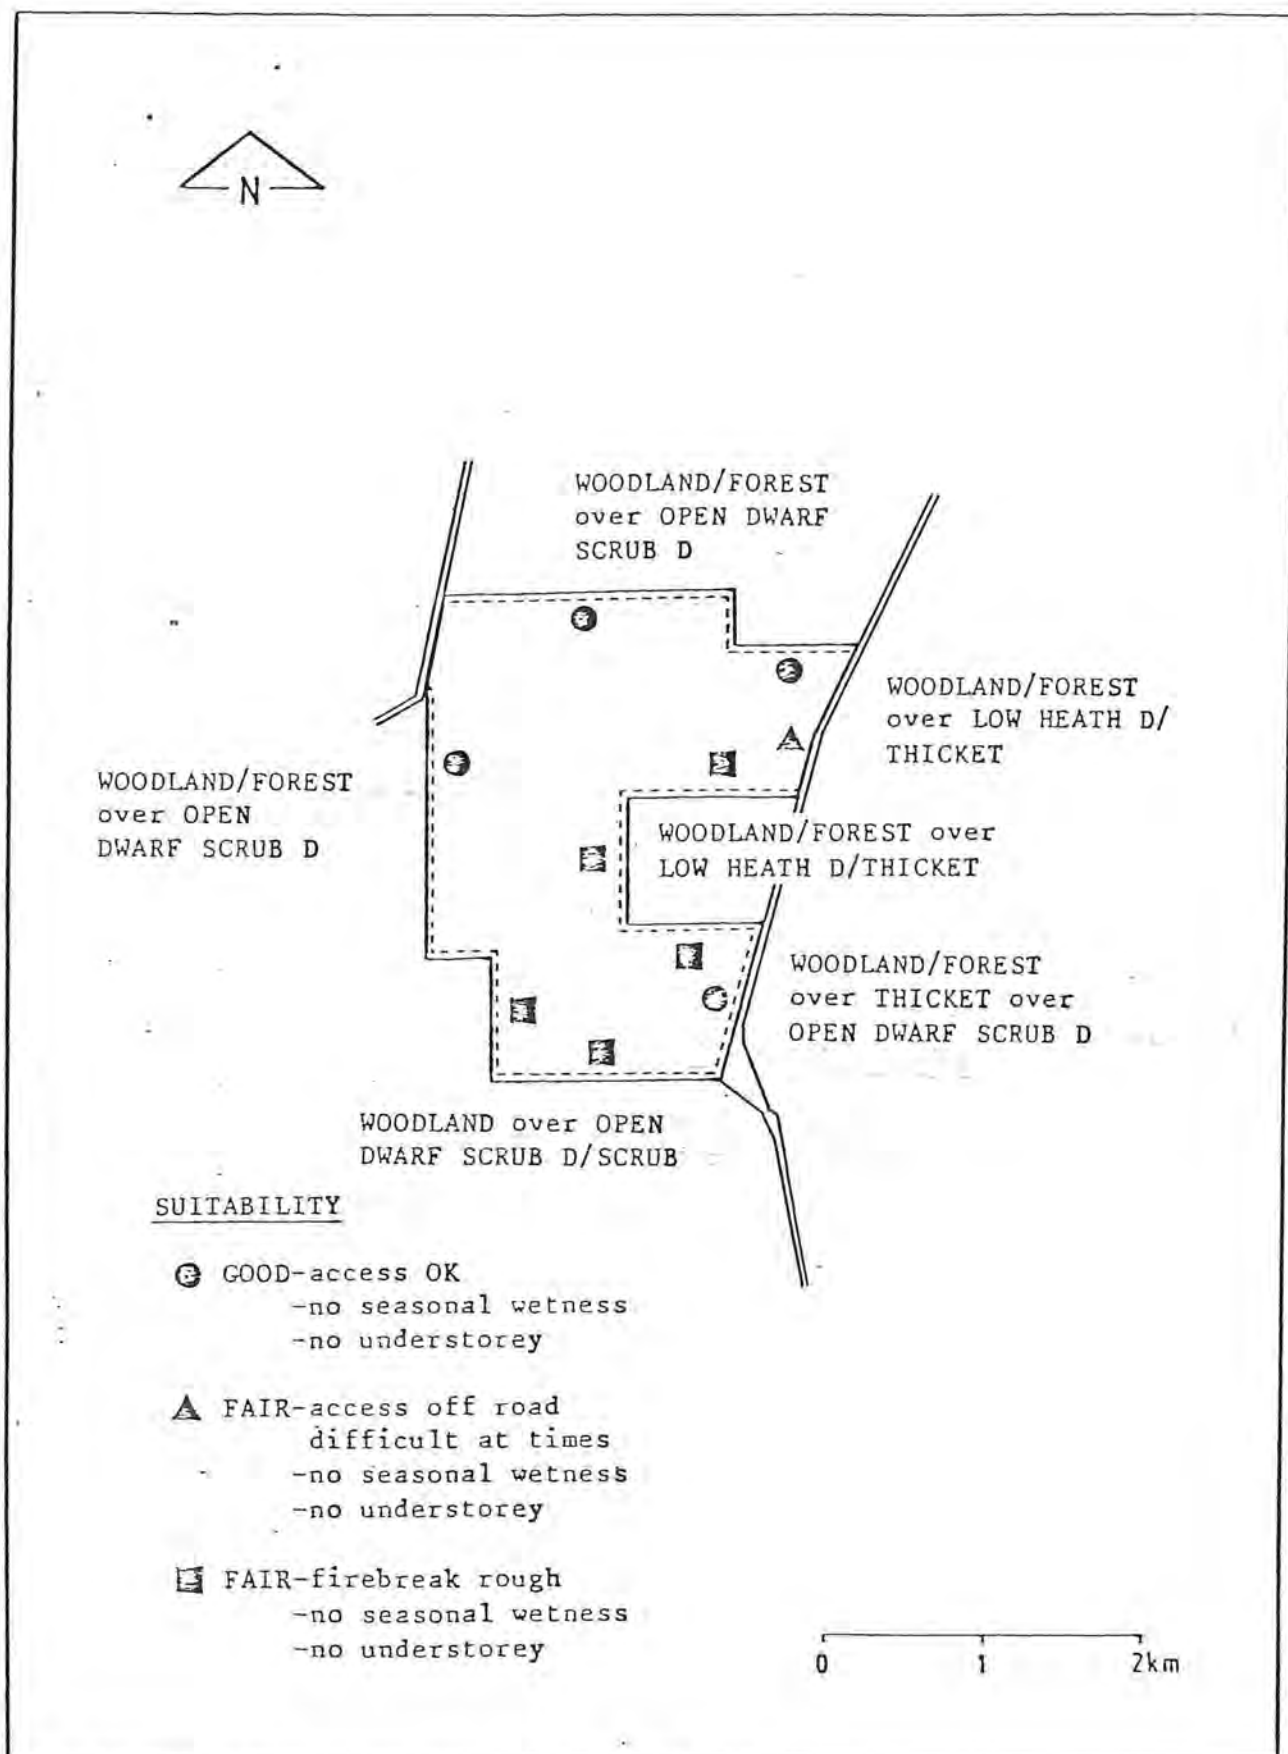 N
WOODLAND/FOREST
over OPEN DWARF
SCRUB D
WOODLAND/FOREST
over LOW HEATH D/
THICKET
WOODLAND/FOREST
over OPEN
DWARF SCRUB D
WOODLAND/FOREST over
LOW HEATH D/THICKET
WOODLAND/FOREST
over THICKET over
OPEN DWARF SCRUB D
WOODLAND over OPEN
DWARF SCRUB D/SCRUB
SUITABILITY
GOOD-access OK
-no seasonal wetness
-no understorey
FAIR-access off road
difficult at times
-no seasonal wetness
-no understorey
FAIR-firebreak rough
-no seasonal wetness
-no understorey
0 1 2km